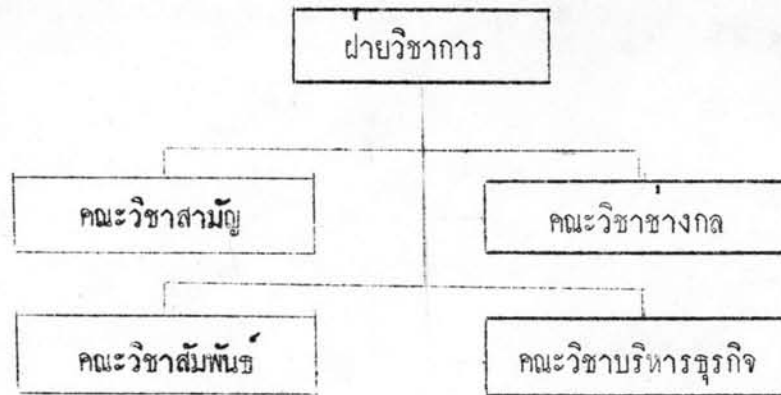 ฝ่ายวิชาการ
คณะวิชาสามัญ
คณะวิชาช่างกล
คณะวิชาสัมพันธ์
คณะวิชาบริหารธุรกิจ